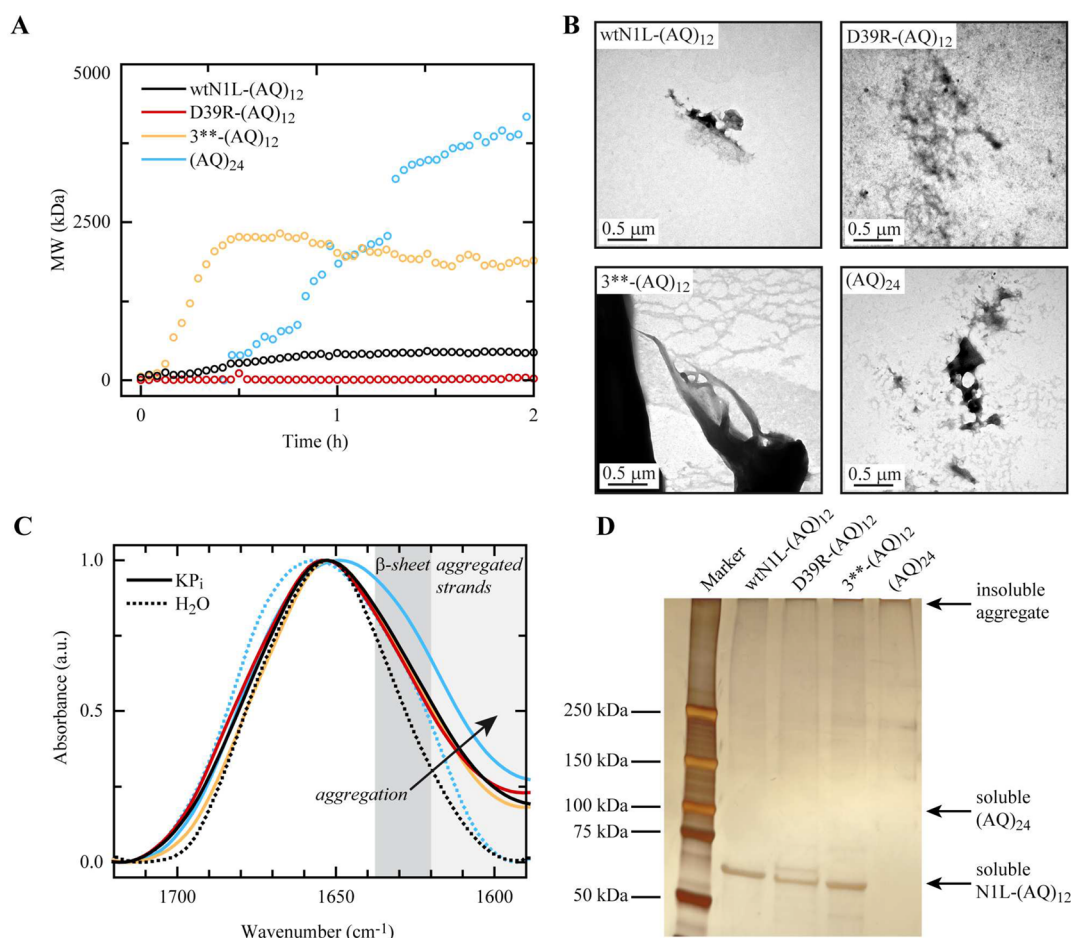 A
5000
2500
0
MW (kDa)
wtN1L-(AQ)12
D39R-(AQ)12
3**-(AQ)12
(AQ)24
0
1
2
Time (h)
B
wtN1L-(AQ)12
0.5 μm
D39R-(AQ)12
0.5 μm
3**-(AQ)12
0.5 μm
(AQ)24
0.5 μm
C
1.0
0.5
0.0
Absorbance (a.u.)
KPi
H2O
β-sheet
aggregated
strands
aggregation
1700
1650
1600
Wavenumber (cm-1)
D
Marker
wtN1L-(AQ)12
D39R-(AQ)12
3**-(AQ)12
(AQ)24
250 kDa
150 kDa
100 kDa
75 kDa
50 kDa
insoluble
aggregate
soluble
(AQ)24
soluble
N1L-(AQ)12